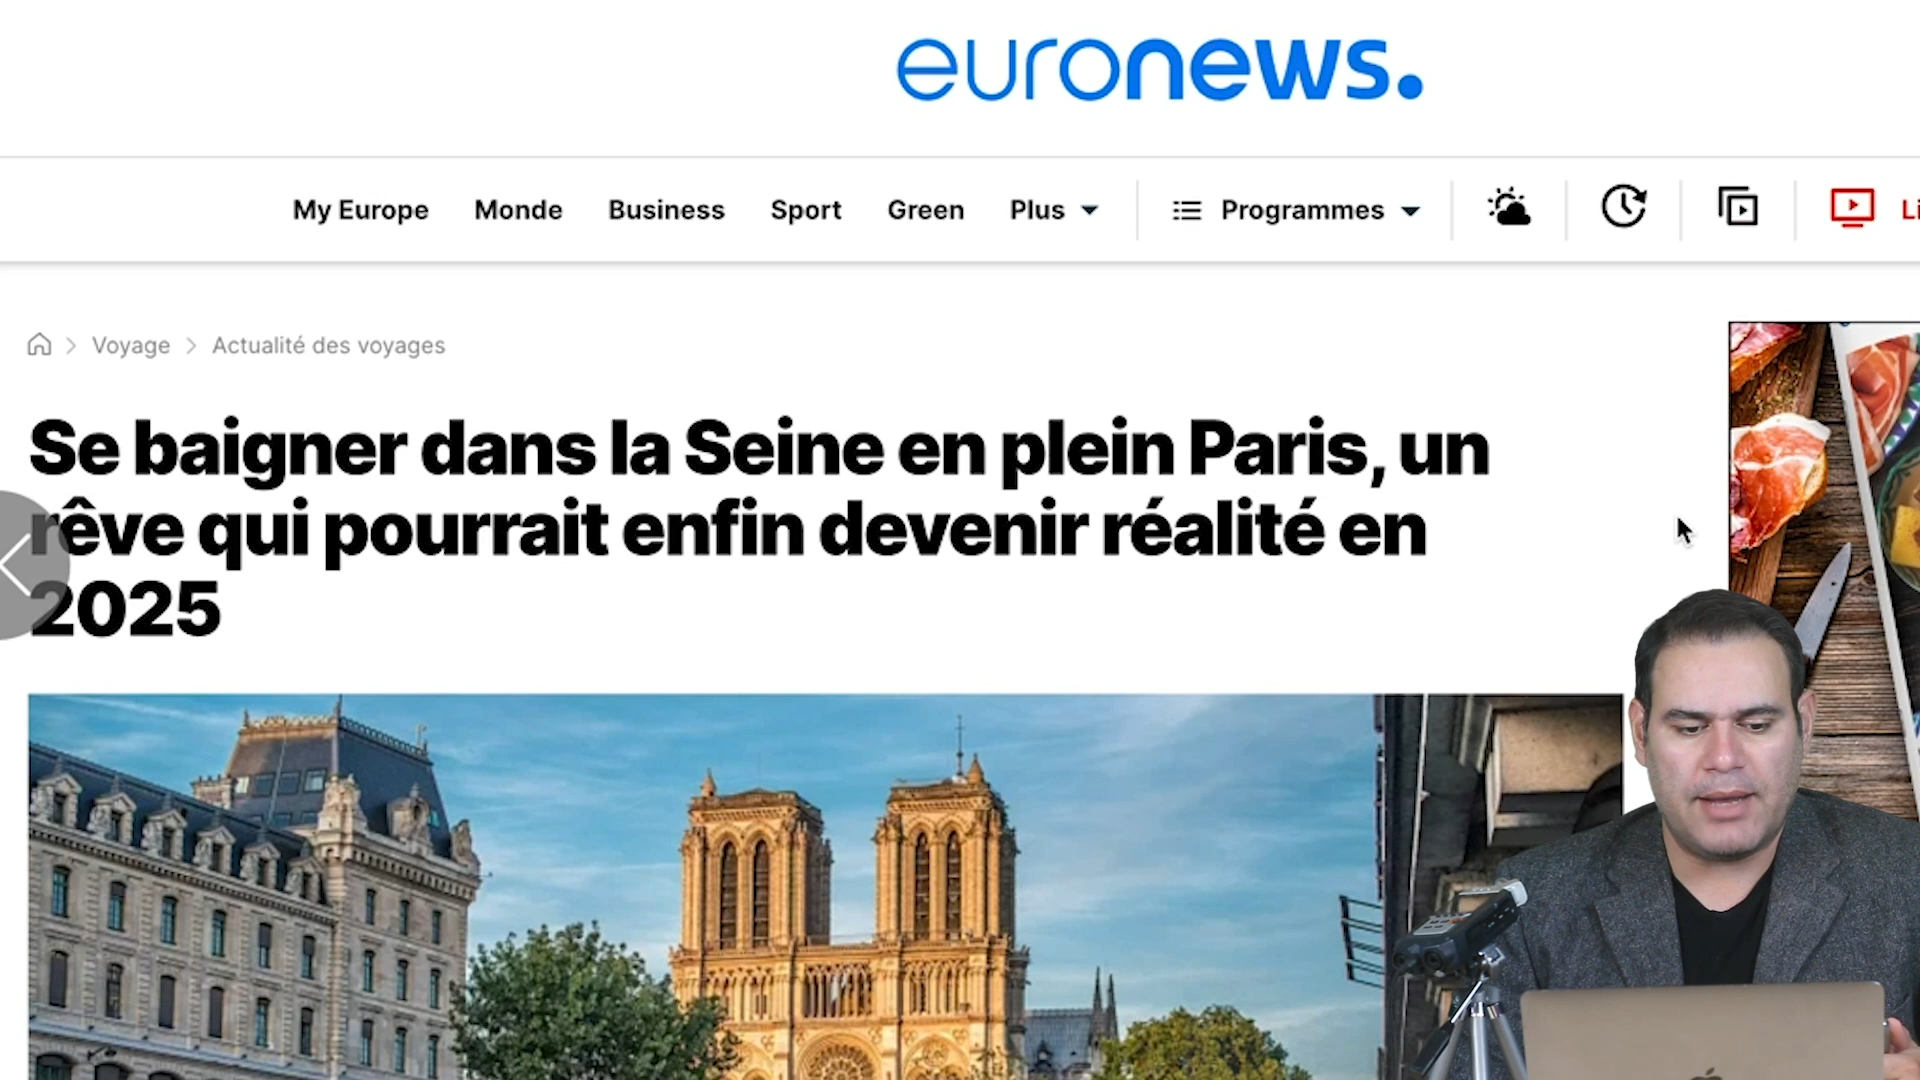 euronews.
My Europe Monde Business Sport Green Plus Programmes
Voyage Actualité des voyages
Se baigner dans la Seine en plein Paris, un
rêve qui pourrait enfin devenir réalité en
2025